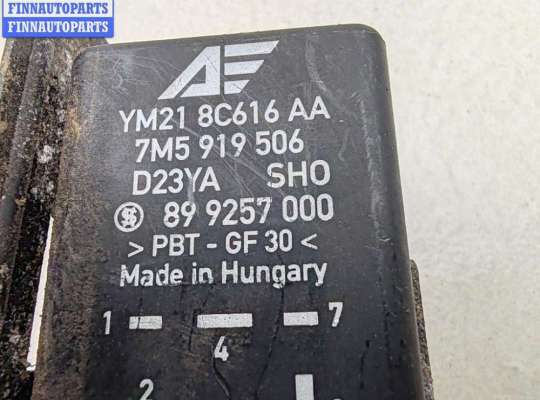 FINNAUTOPARTS
FINNAUTOPARTS
AE
YM21 8C616 AA
7M5 919 506
D23YA SHO
89 9257 000
> PBT - GF 30 <
Made in Hungary
1 7
4
2